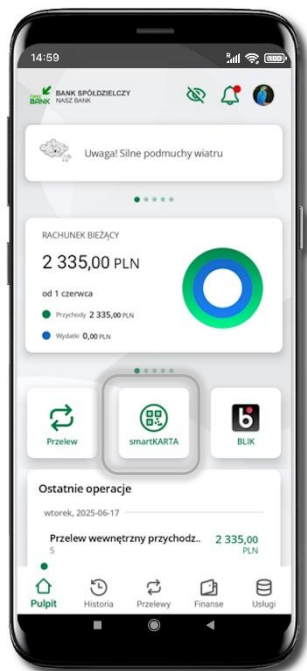 14:59
BANK SPÓŁDZIELCZY
NASZ BANK
Uwaga! Silne podmuchy wiatru
RACHUNEK BIEŻĄCY
2 335,00 PLN
od 1 czerwca
Przychody 2 335,00 PLN
Wydatki 0,00 PLN
Przelew
smartKARTA
BLIK
Ostatnie operacje
wtorek, 2025-06-17
Przelew wewnętrzny przychodz.. 2 335,00
S PLN
Pulpit Historia Przelewy Finanse Usługi